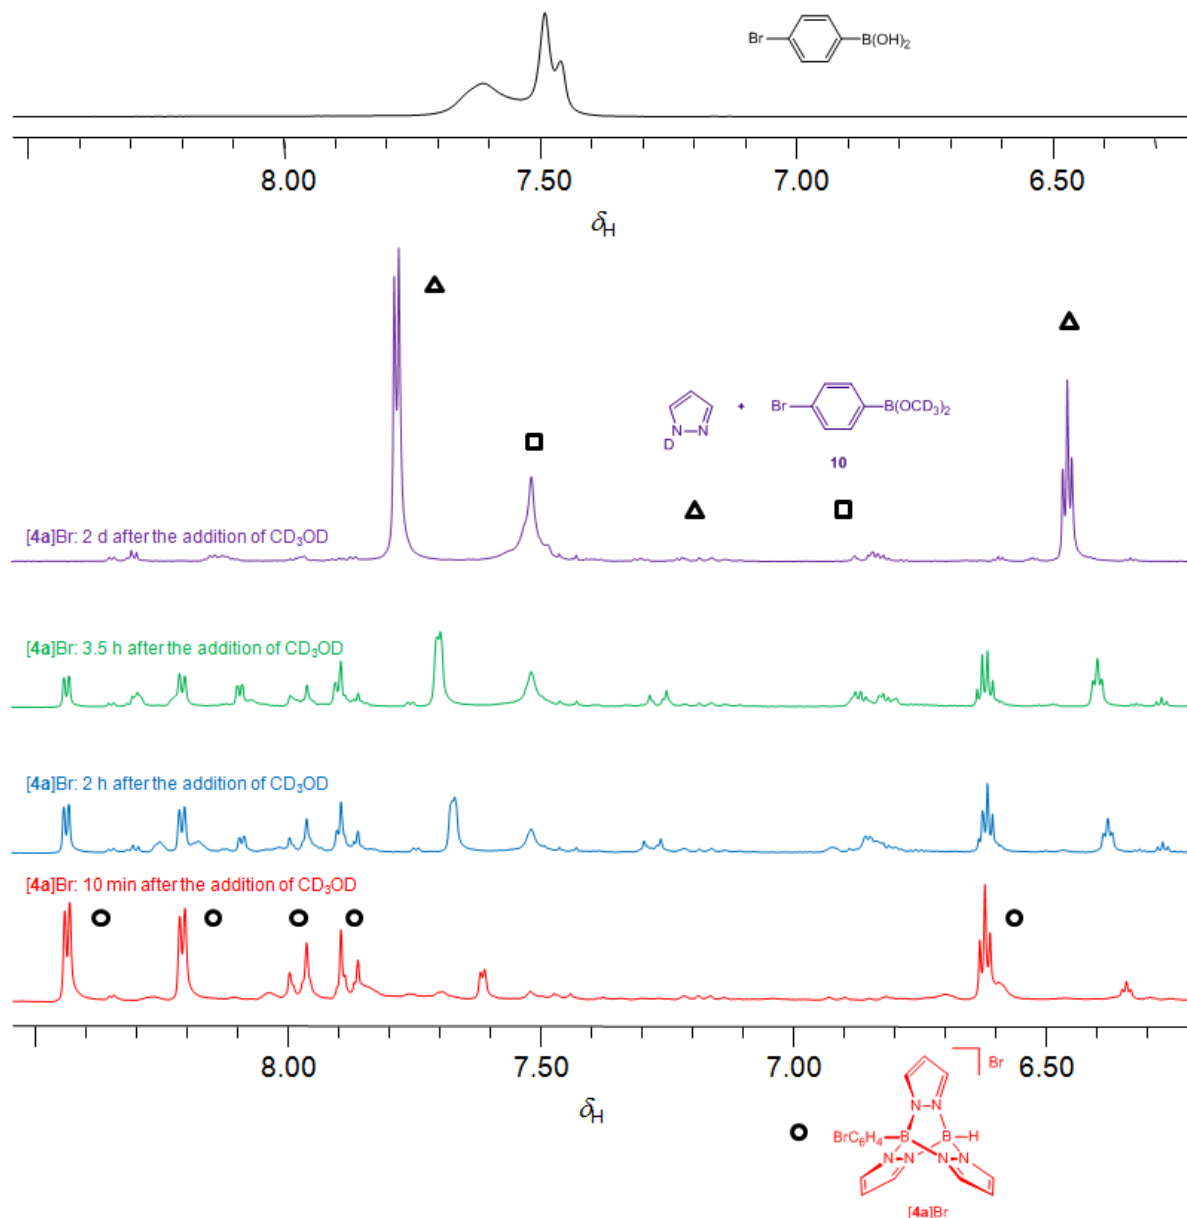 Br
B(OH)2
8.00 7.50 7.00 6.50
δH
Br
B(OCD3)2
+
N N
D
10
[4a]Br: 2 d after the addition of CD3OD
[4a]Br: 3.5 h after the addition of CD3OD
[4a]Br: 2 h after the addition of CD3OD
[4a]Br: 10 min after the addition of CD3OD
8.00 7.50 7.00 6.50
δH
Br
N N
BrC6H4 B B H
N N N N
[4a]Br